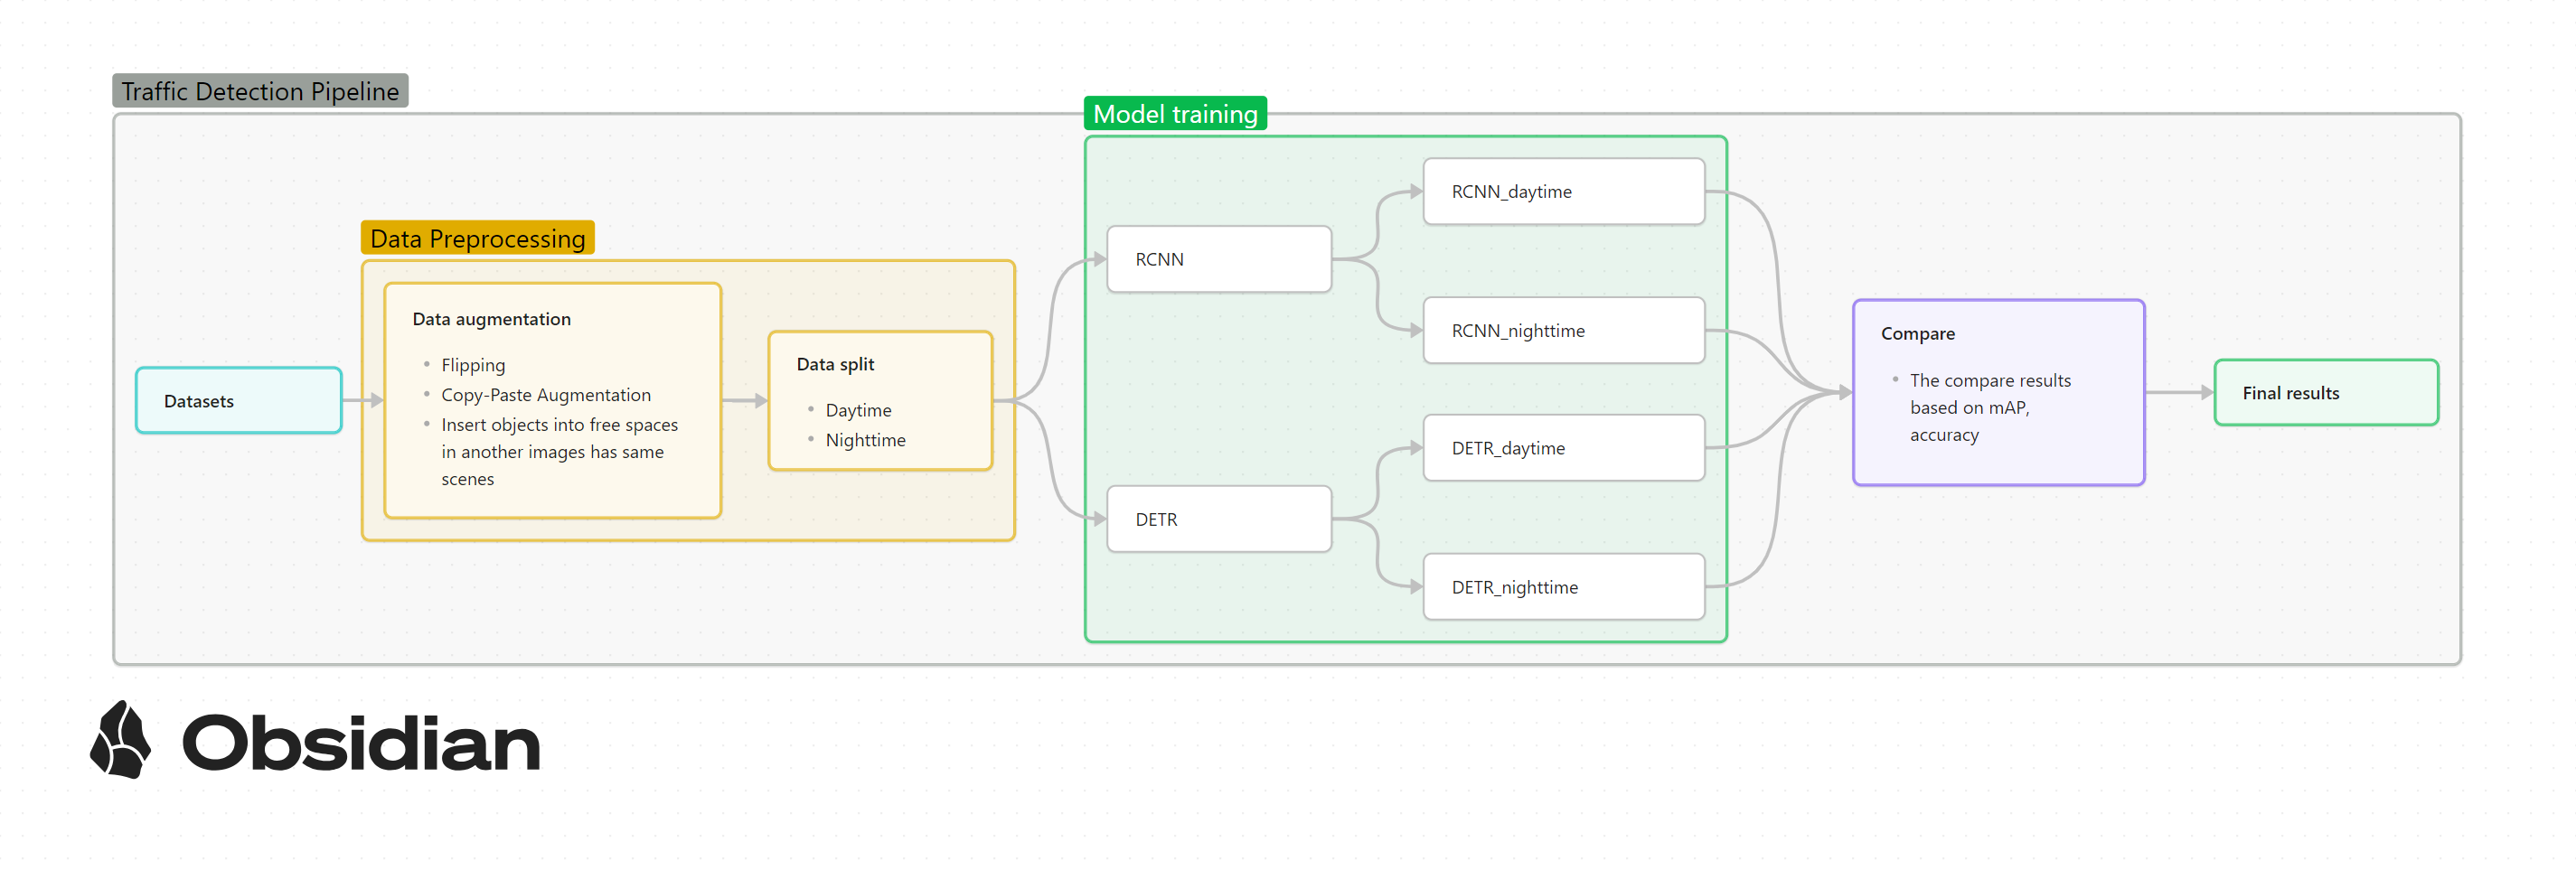 Traffic Detection Pipeline
Datasets
Data Preprocessing
Data augmentation
Flipping
Copy-Paste Augmentation
Insert objects into free spaces
in another images has same
scenes
Data split
Daytime
Nighttime
Model training
RCNN
RCNN_daytime
RCNN_nighttime
DETR
DETR_daytime
DETR_nighttime
Compare
The compare results
based on mAP,
accuracy
Final results
Obsidian